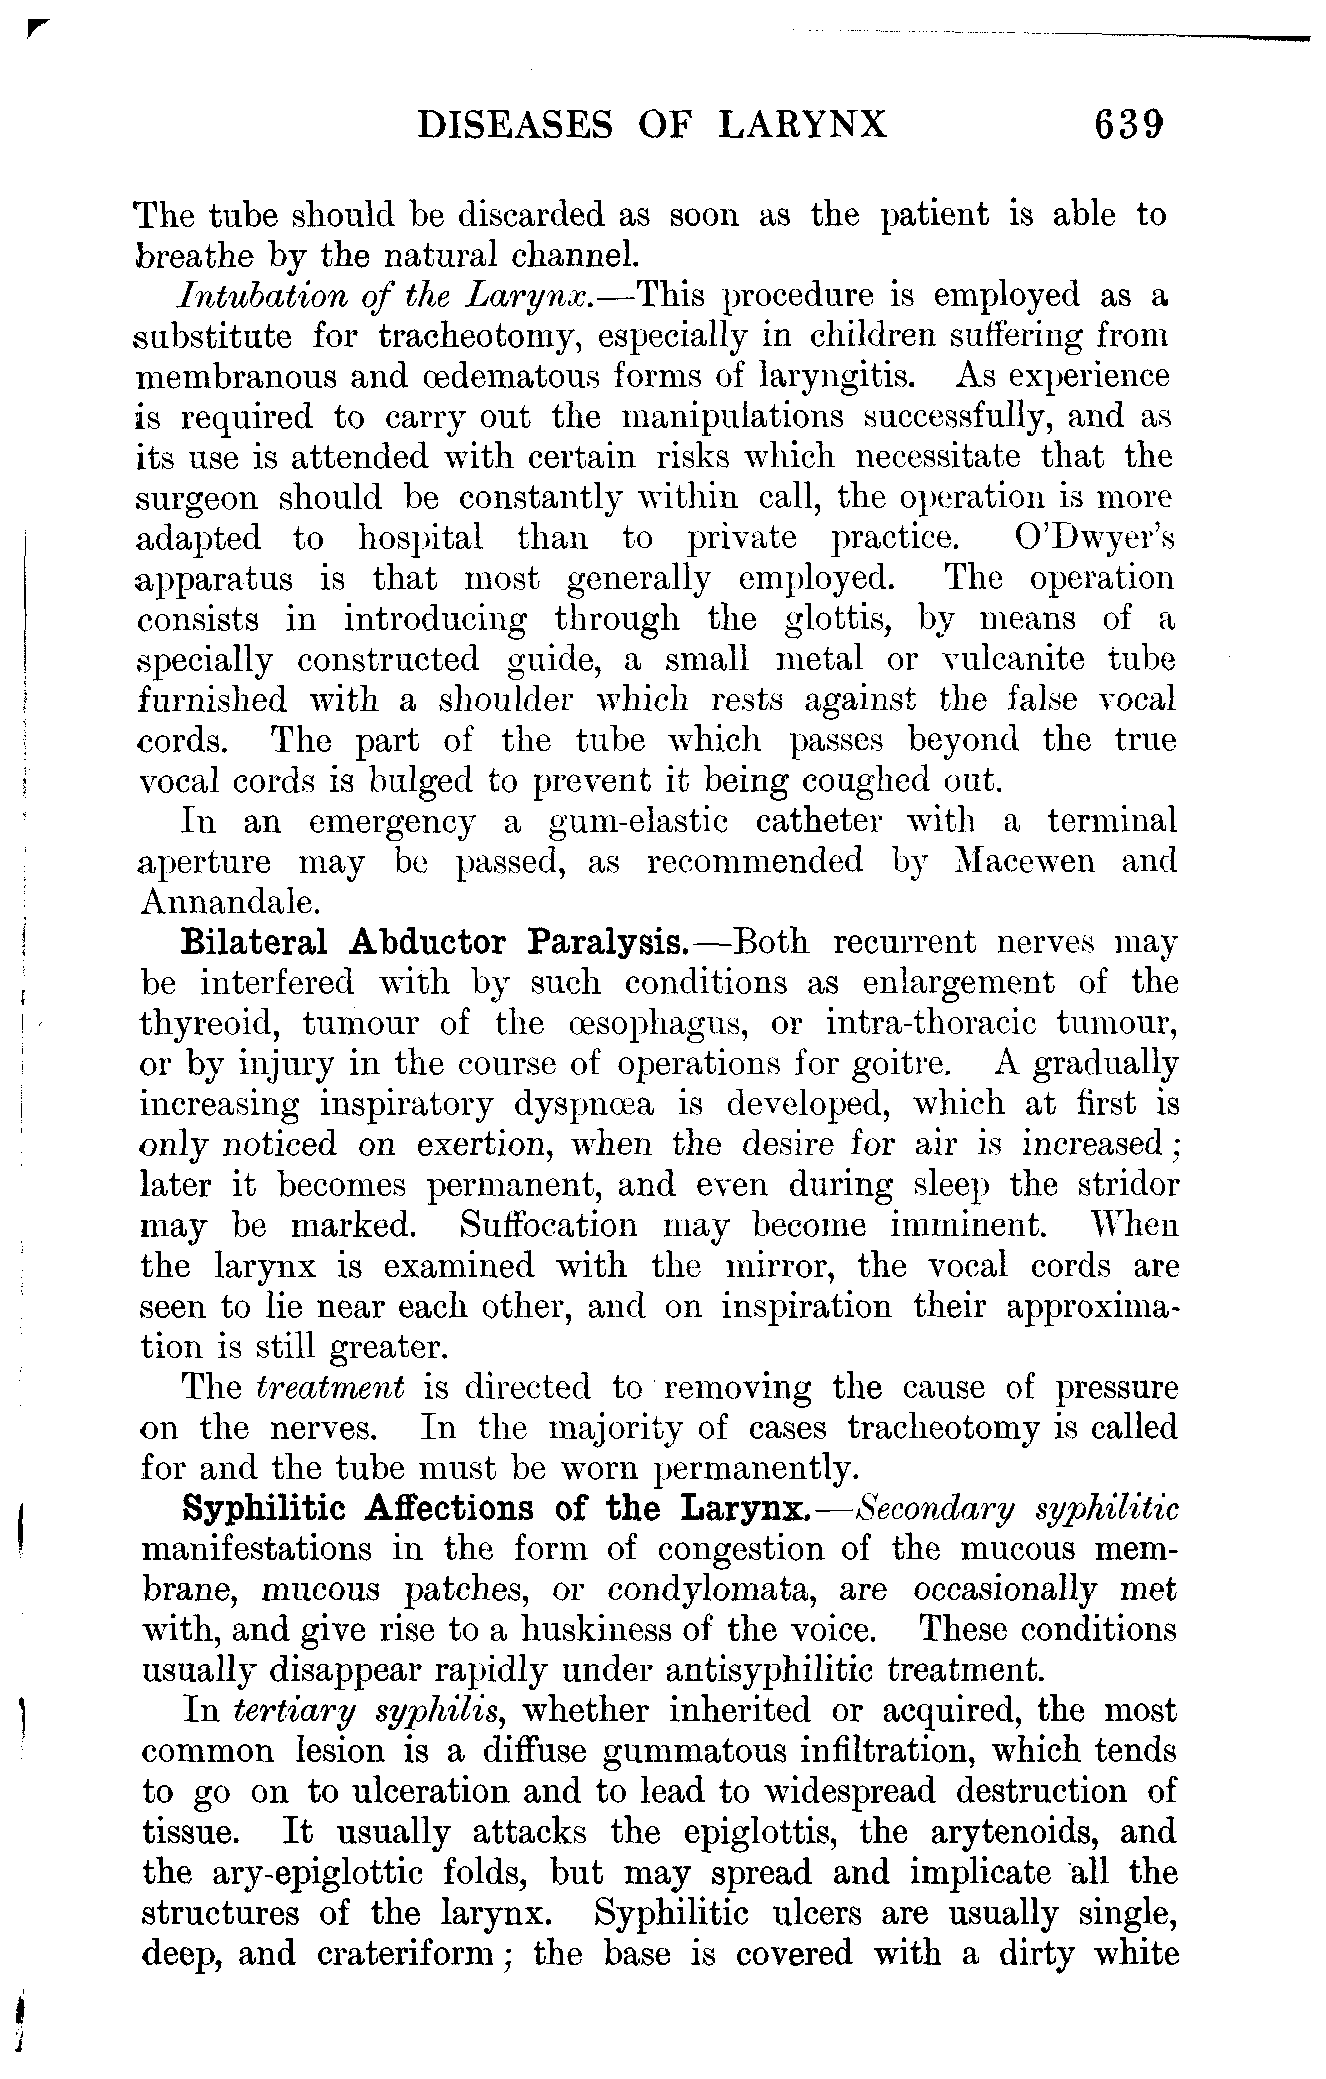 DISEASES OF LARYNX 639
The tube should be discarded as soon as the patient is able to
breathe by the natural channel.
Intubation of the Larynx.—This procedure is employed as a
substitute for tracheotomy, especially in children suffering from
membranous and œdematous forms of laryngitis. As experience
is required to carry out the manipulations successfully, and as
its use is attended with certain risks which necessitate that the
surgeon should be constantly within call, the operation is more
adapted to hospital than to private practice. O'Dwyer's
apparatus is that most generally employed. The operation
consists in introducing through the glottis, by means of a
specially constructed guide, a small metal or vulcanite tube
furnished with a shoulder which rests against the false vocal
cords. The part of the tube which passes beyond the true
vocal cords is bulged to prevent it being coughed out.
In an emergency a gum-elastic catheter with a terminal
aperture may be passed, as recommended by Macewen and
Annandale.
Bilateral Abductor Paralysis.—Both recurrent nerves may
be interfered with by such conditions as enlargement of the
thyreoid, tumour of the œsophagus, or intra-thoracic tumour,
or by injury in the course of operations for goitre. A gradually
increasing inspiratory dyspnœa is developed, which at first is
only noticed on exertion, when the desire for air is increased;
later it becomes permanent, and even during sleep the stridor
may be marked. Suffocation may become imminent. When
the larynx is examined with the mirror, the vocal cords are
seen to lie near each other, and on inspiration their approxima-
tion is still greater.
The treatment is directed to removing the cause of pressure
on the nerves. In the majority of cases tracheotomy is called
for and the tube must be worn permanently.
Syphilitic Affections of the Larynx.—Secondary syphilitic
manifestations in the form of congestion of the mucous mem-
brane, mucous patches, or condylomata, are occasionally met
with, and give rise to a huskiness of the voice. These conditions
usually disappear rapidly under antisyphilitic treatment.
In tertiary syphilis, whether inherited or acquired, the most
common lesion is a diffuse gummatous infiltration, which tends
to go on to ulceration and to lead to widespread destruction of
tissue. It usually attacks the epiglottis, the arytenoids, and
the ary-epiglottic folds, but may spread and implicate all the
structures of the larynx. Syphilitic ulcers are usually single,
deep, and crateriform; the base is covered with a dirty white